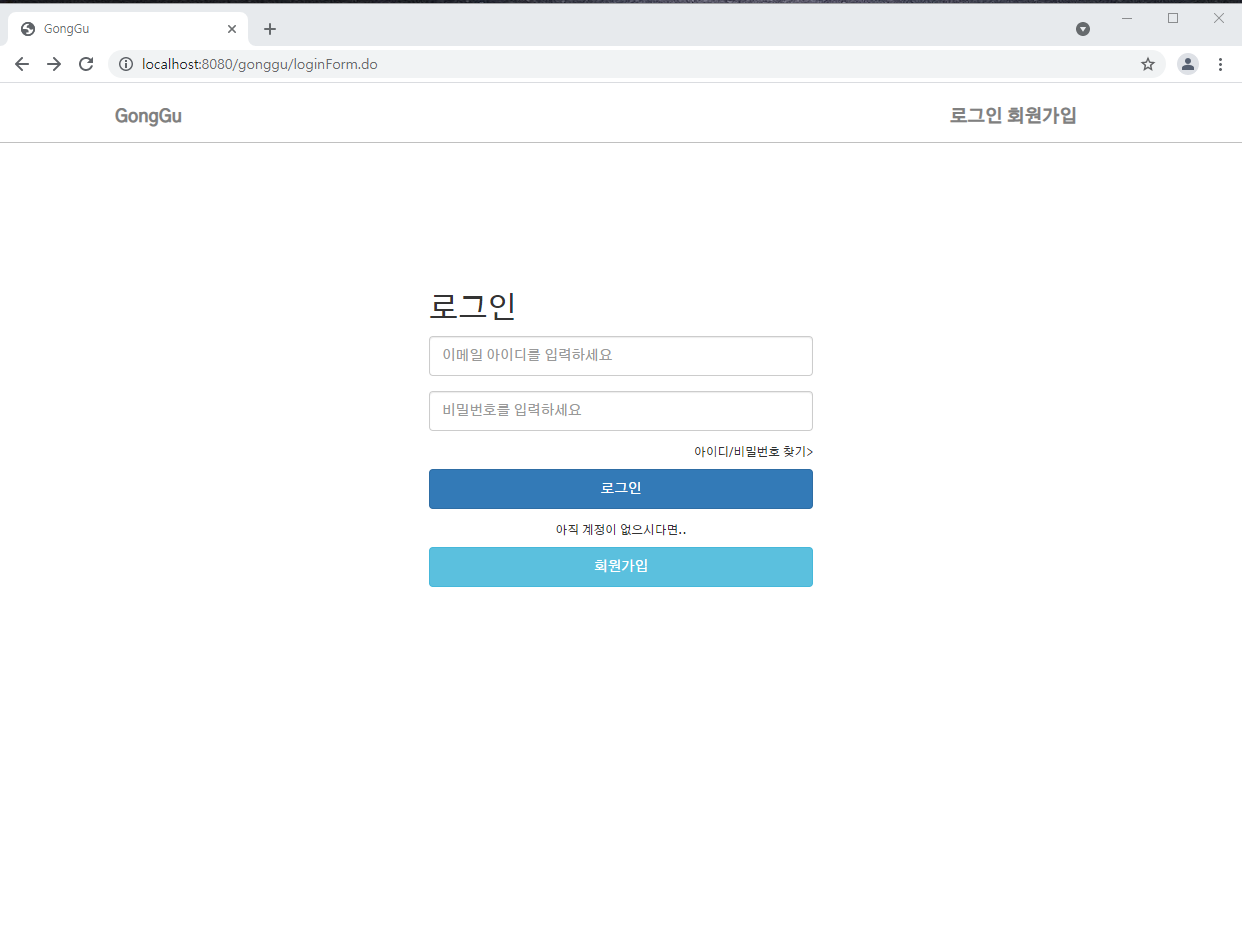 GongGu
localhost:8080/gonggu/loginForm.do
GongGu
로그인 회원가입
로그인
이메일 아이디를 입력하세요
비밀번호를 입력하세요
아이디/비밀번호 찾기>
로그인
아직 계정이 없으시다면..
회원가입